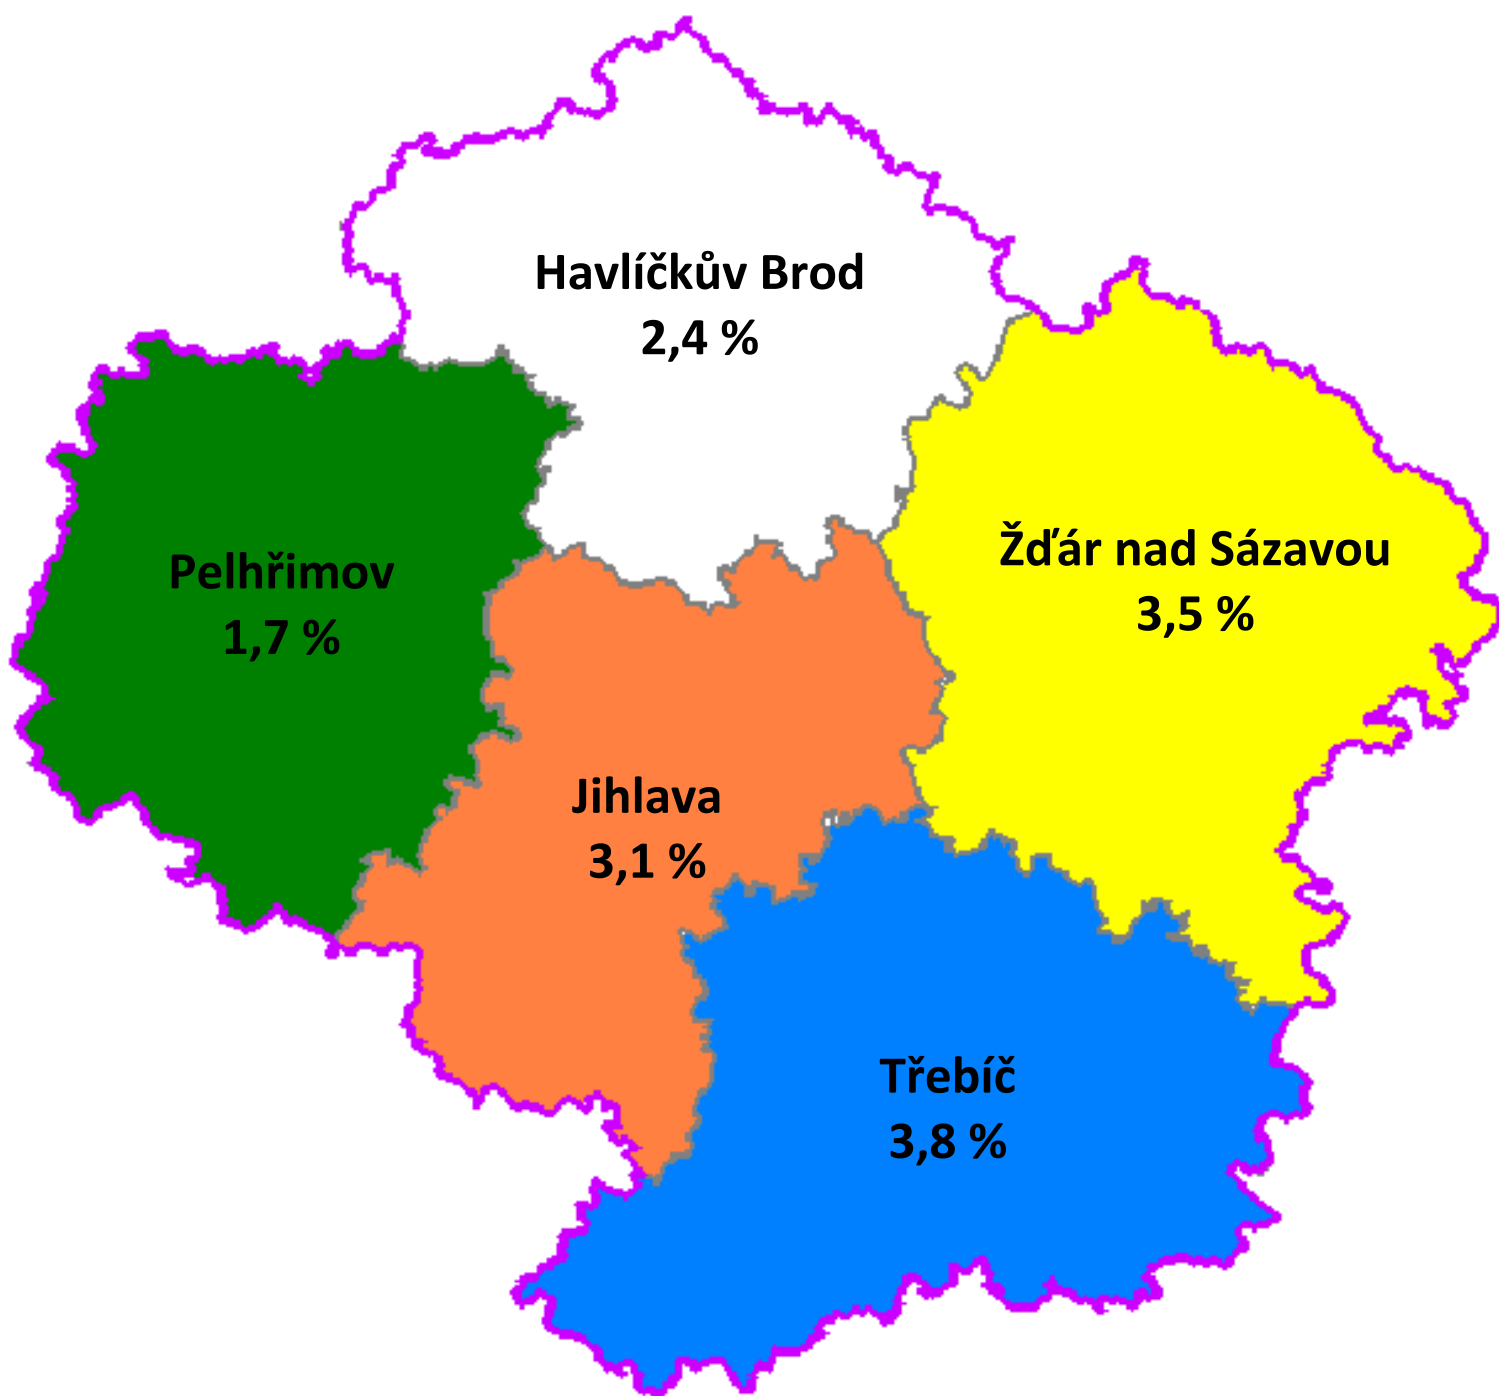 Havlíčkův Brod
2,4 %
Žďár nad Sázavou
3,5 %
Pelhřimov
1,7 %
Jihlava
3,1 %
Třebíč
3,8 %